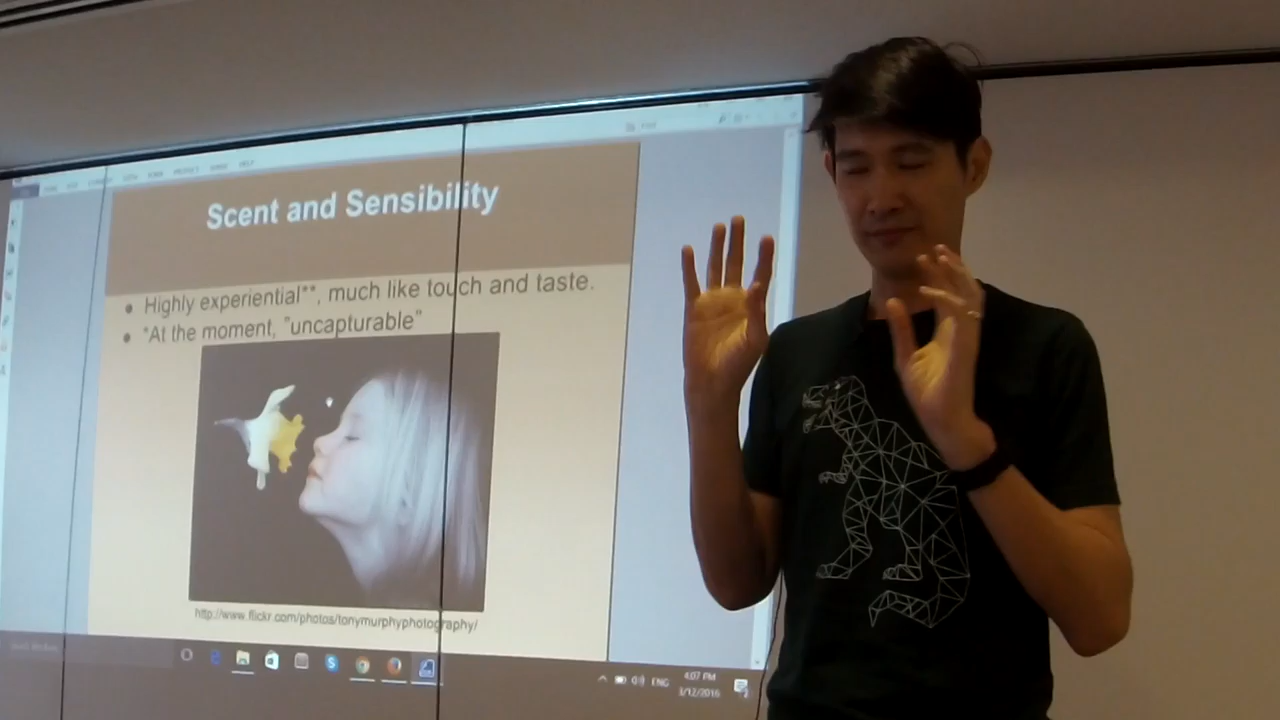 Scent and Sensibility
● Highly experiential**, much like touch and taste.
● *At the moment, "uncapturable"
http://www.flickr.com/photos/tonymurphyphotography/
ENG
4:07 PM
3/12/2016